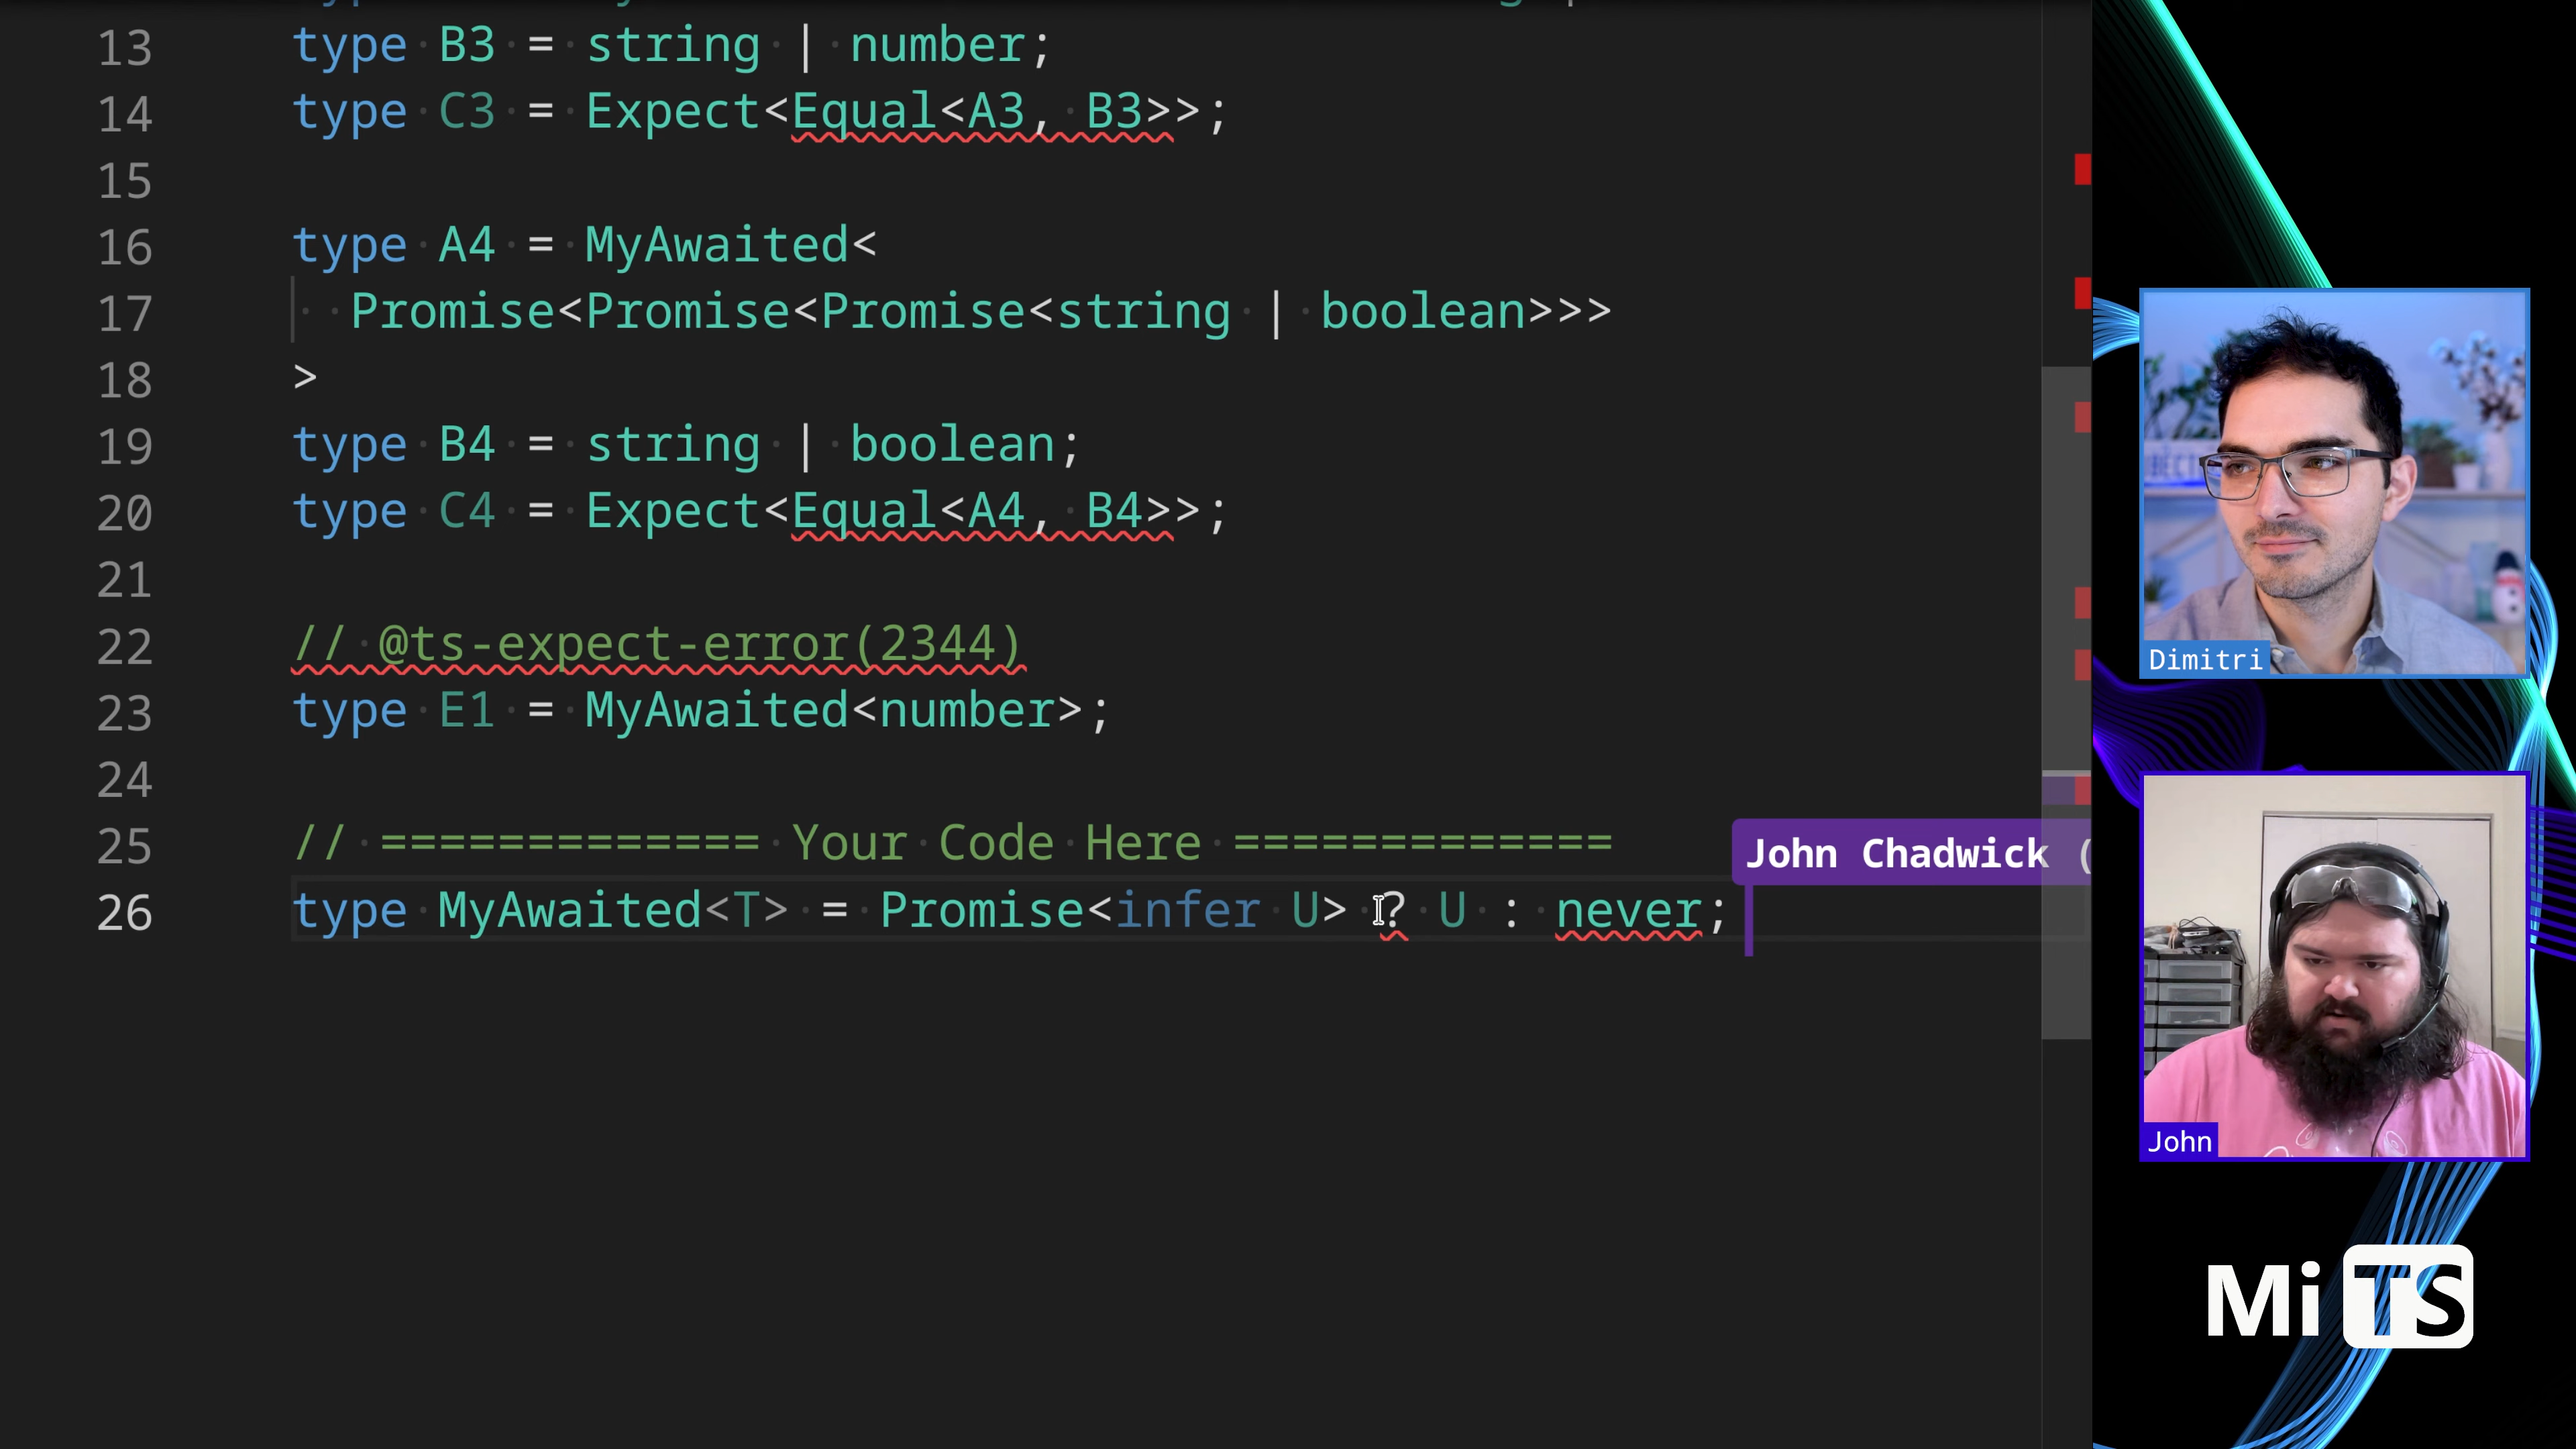 13 type B3 = string | number;
14 type C3 = Expect<Equal<A3, B3>>;
15
16 type A4 = MyAwaited<
17 Promise<Promise<Promise<string | boolean>>>
18 >
19 type B4 = string | boolean;
20 type C4 = Expect<Equal<A4, B4>>;
21
22 // @ts-expect-error(2344)
23 type E1 = MyAwaited<number>;
24
25 // ============= Your Code Here =============
John Chadwick (
26 type MyAwaited<T> = Promise<infer U> ? U : never;
Dimitri
John
Mi TS